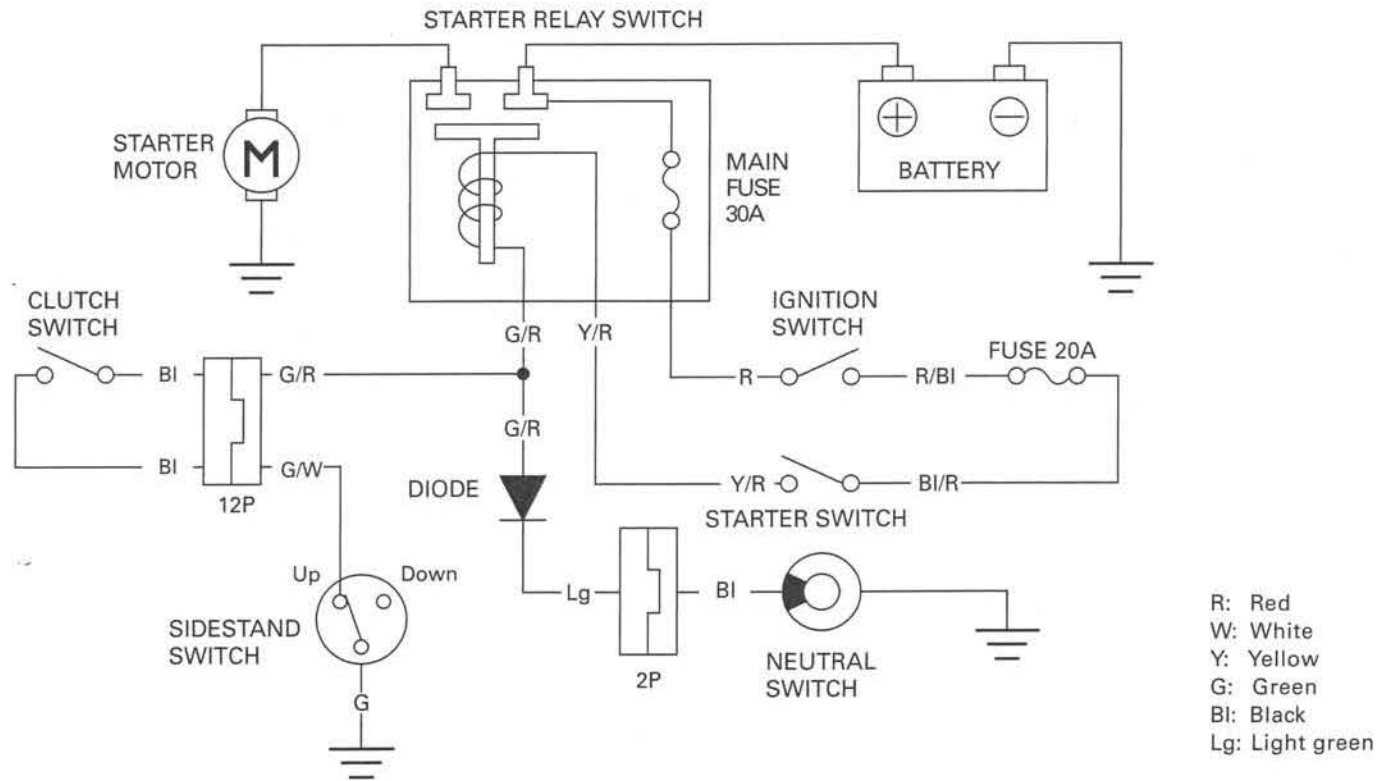 STARTER RELAY SWITCH
STARTER
MOTOR
M
MAIN
FUSE
30A
BATTERY
CLUTCH
SWITCH
G/R
Y/R
IGNITION
SWITCH
FUSE 20A
Bl
G/R
R
R/Bl
G/R
Bl
G/W
DIODE
Y/R
Bl/R
12P
STARTER SWITCH
Up
Down
Lg
Bl
SIDESTAND
SWITCH
2P
NEUTRAL
SWITCH
G
R: Red
W: White
Y: Yellow
G: Green
Bl: Black
Lg: Light green